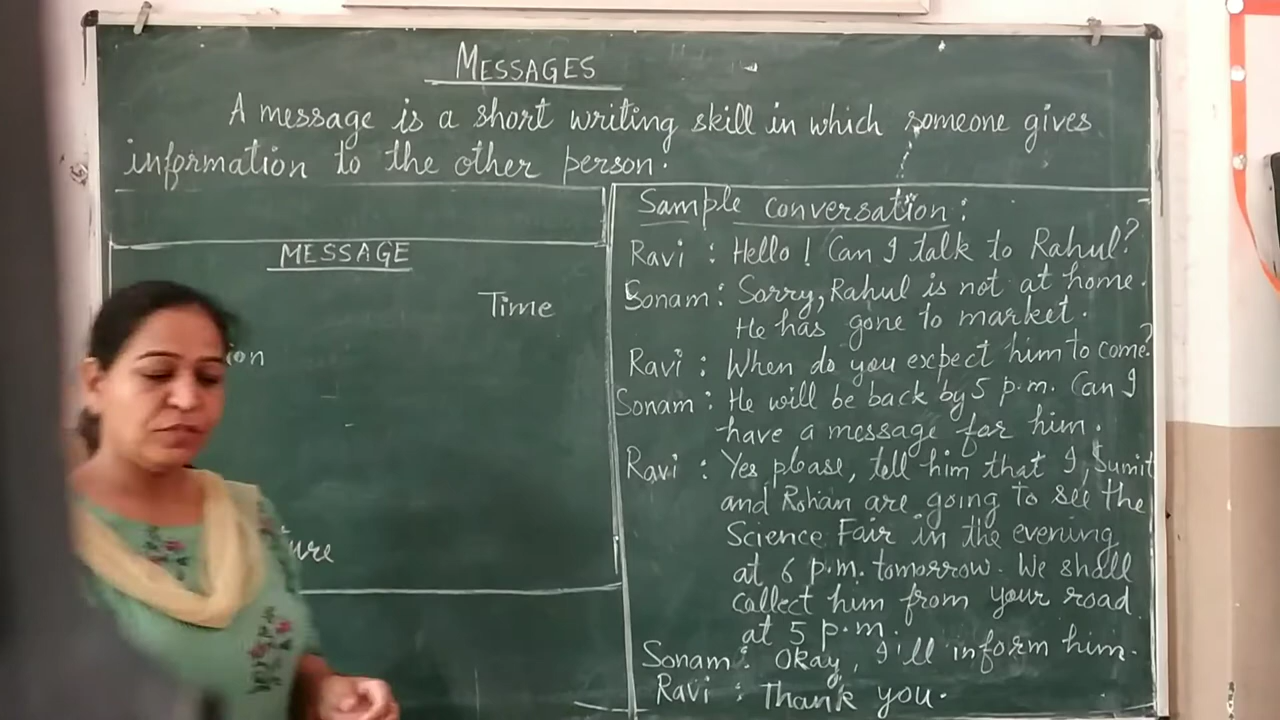 MESSAGES
A message is a short writing skill in which someone gives
information to the other person.
MESSAGE
Time
ion
ure
Sample conversation :
Ravi : Hello ! Can I talk to Rahul?
Sonam : Sorry, Rahul is not at home.
He has gone to market.
Ravi : When do you expect him to come?
Sonam : He will be back by 5 p.m. Can I
have a message for him.
Ravi : Yes please, tell him that I, Sumit
and Rohan are going to see the
Science Fair in the evening
at 6 p.m. tomorrow. We shall
collect him from your road
at 5 p.m.
Sonam : Okay, I'll inform him.
Ravi : Thank you.